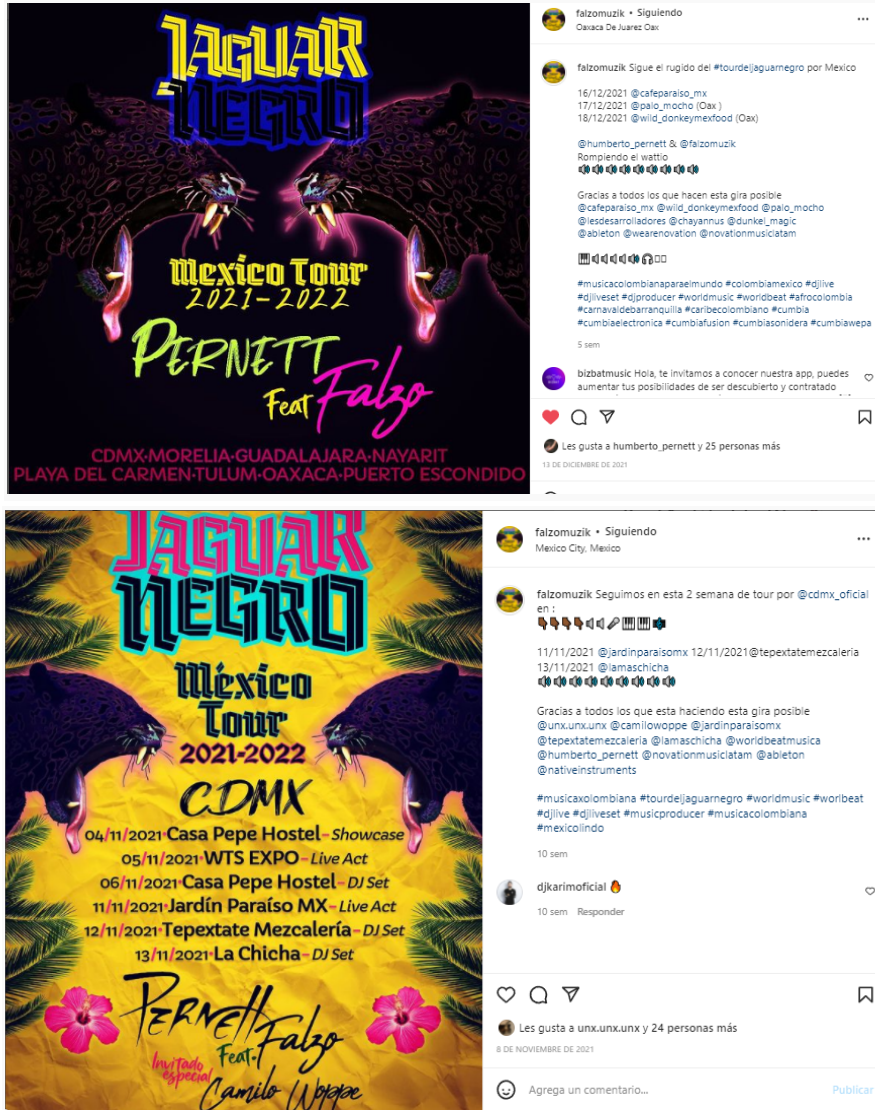 JAGUAR
NEGRO
Mexico Tour
2021-2022
PERNETT
Feat Falzo
CDMX•MORELIA•GUADALAJARA•NAYARIT
PLAYA DEL CARMEN•TULUM•OAXACA•PUERTO ESCONDIDO
falzomuzik • Siguiendo
Oaxaca De Juarez Oax
falzomuzik Sigue el rugido del #tourdeljaguarnegro por Mexico
16/12/2021 @cafeparaiso_mx
17/12/2021 @palo_mocho (Oax )
18/12/2021 @wild_donkeymexfood (Oax)
@humberto_pernett & @falzomuzik
Rompiendo el wattio
Gracias a todos los que hacen esta gira posible
@cafeparaiso_mx @wild_donkeymexfood @palo_mocho
@lesdesarrolladores @chayannus @dunkel_magic
@ableton @wearenovation @novationmusiclatam
#musicacolombianaparaelmundo #colombiamexico #djlive
#djliveset #djproducer #worldmusic #worldbeat #afrocolombia
#carnavaldebarranquilla #caribecolombiano #cumbia
#cumbiaelectronica #cumbiafusion #cumbiasonidera #cumbiawepa
5 sem
bizbatmusic Hola, te invitamos a conocer nuestra app, puedes
aumentar tus posibilidades de ser descubierto y contratado
Les gusta a humberto_pernett y 25 personas más
13 DE DICIEMBRE DE 2021
JAGUAR
NEGRO
México
Tour
2021-2022
CDMX
04/11/2021•Casa Pepe Hostel-Showcase
05/11/2021•WTS EXPO-Live Act
06/11/2021•Casa Pepe Hostel-DJ Set
11/11/2021•Jardín Paraíso MX-Live Act
12/11/2021•Tepextate Mezcalería-DJ Set
13/11/2021•La Chicha-DJ Set
PERNETT
Feat. Falzo
Invitado
especial
Camilo Woppe
falzomuzik • Siguiendo
Mexico City, Mexico
falzomuzik Seguimos en esta 2 semana de tour por @cdmx_oficial
en :
11/11/2021 @jardinparaisomx 12/11/2021@tepextatemezcaleria
13/11/2021 @lamaschicha
Gracias a todos los que esta haciendo esta gira posible
@unx.unx.unx @camilowoppe @jardinparaisomx
@tepextatemezcaleria @lamaschicha @worldbeatmusica
@humberto_pernett @novationmusiclatam @ableton
@nativeinstruments
#musicaxolombiana #tourdeljaguarnegro #worldmusic #worlbeat
#djlive #djliveset #musicproducer #musicacolombiana
#mexicolindo
10 sem
djkarimoficial 🔥
10 sem Responder
Les gusta a unx.unx.unx y 24 personas más
8 DE NOVIEMBRE DE 2021
Agrega un comentario...
Publicar